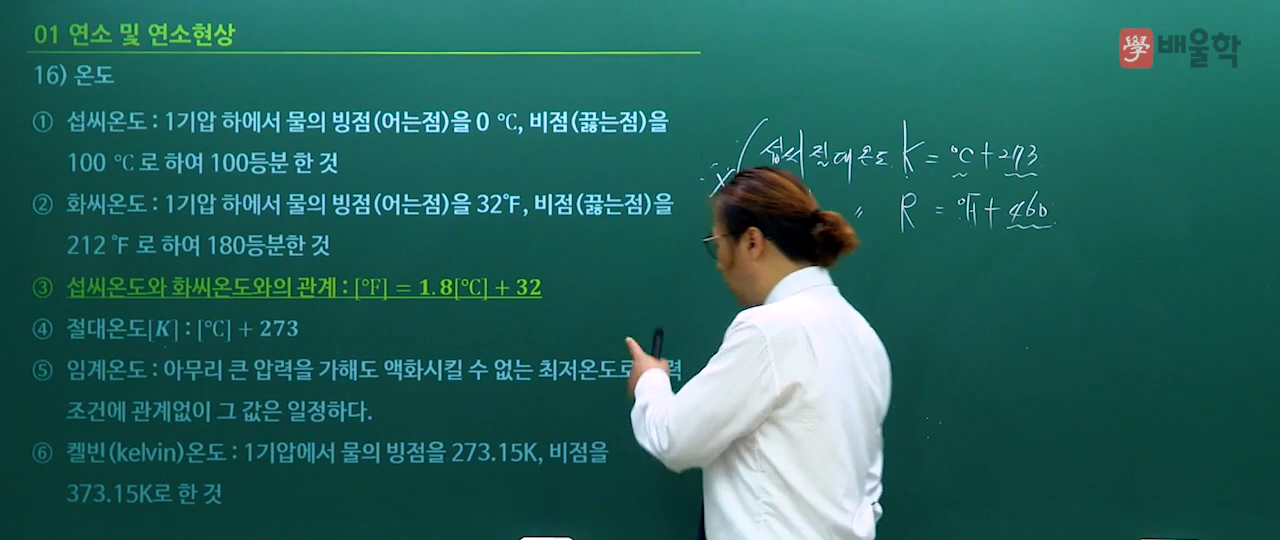 01 연소 및 연소현상
學 배울학
16) 온도
① 섭씨온도 : 1기압 하에서 물의 빙점(어는점)을 0 ℃, 비점(끓는점)을
100 ℃ 로 하여 100등분 한 것
② 화씨온도 : 1기압 하에서 물의 빙점(어는점)을 32℉, 비점(끓는점)을
212 ℉ 로 하여 180등분한 것
③ 섭씨온도와 화씨온도와의 관계 : [℉] = 1.8[℃] + 32
④ 절대온도[K] : [℃] + 273
⑤ 임계온도 : 아무리 큰 압력을 가해도 액화시킬 수 없는 최저온도로 력
조건에 관계없이 그 값은 일정하다.
⑥ 켈빈(kelvin)온도 : 1기압에서 물의 빙점을 273.15K, 비점을
373.15K로 한 것
섭씨 절대온도 K = ℃ + 273
〃 R = ℉ + 460